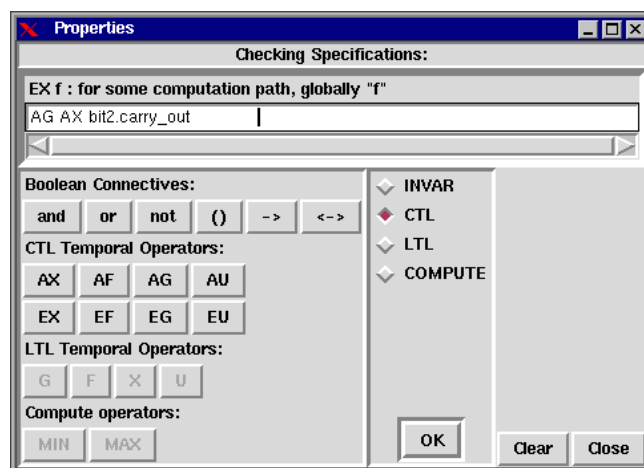 Properties
Checking Specifications:
EX f : for some computation path, globally "f"
AG AX bit2.carry_out
Boolean Connectives:
and or not () -> <->
CTL Temporal Operators:
AX AF AG AU
EX EF EG EU
LTL Temporal Operators:
G F X U
Compute operators:
MIN MAX
INVAR
CTL
LTL
COMPUTE
OK
Clear Close